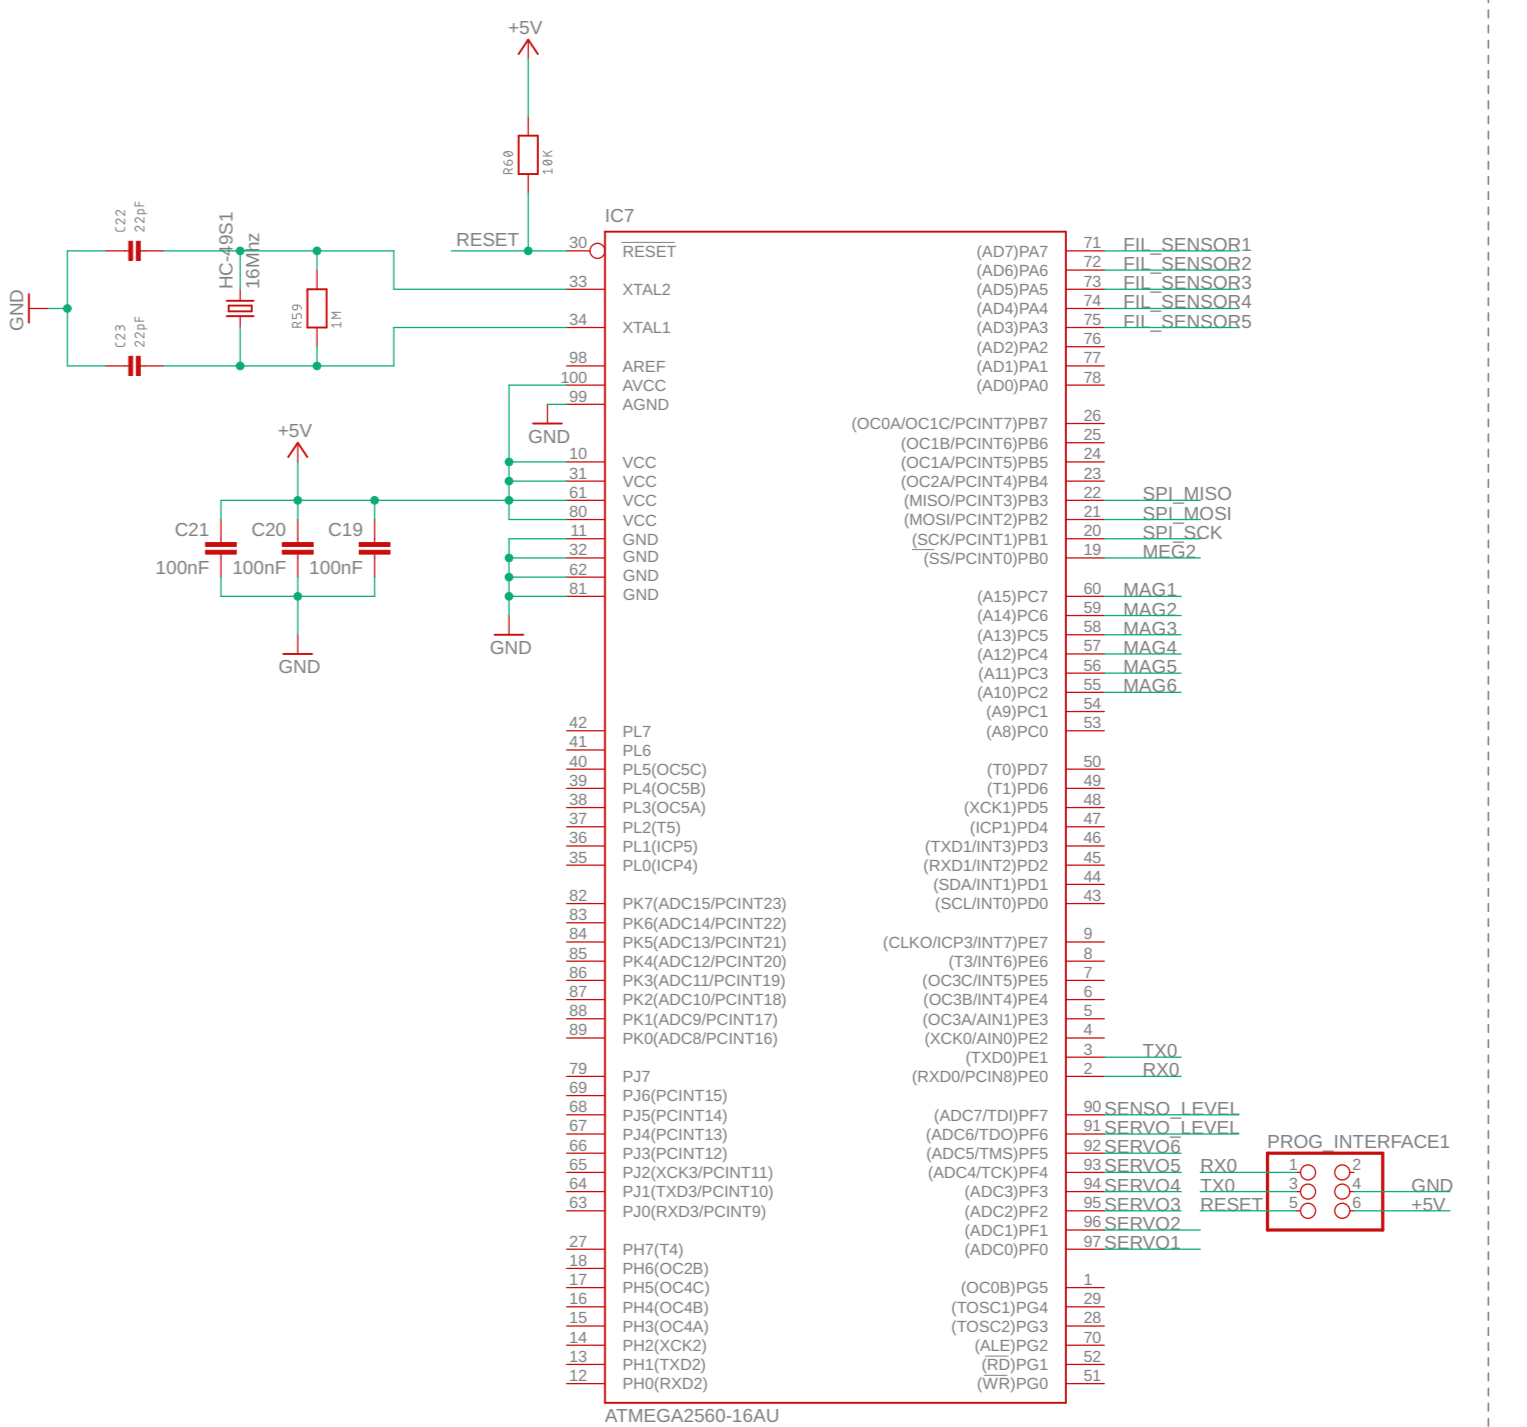 +5V
R60
10K
IC7
C22
22pF
HC-49S1
16Mhz
GND
R59
1M
C23
22pF
RESET
30 RESET
33 XTAL2
34 XTAL1
98 AREF
100 AVCC
99 AGND
GND
+5V
10 VCC
31 VCC
61 VCC
80 VCC
11 GND
32 GND
62 GND
81 GND
GND
C21
100nF
C20
100nF
C19
100nF
GND
42 PL7
41 PL6
40 PL5(OC5C)
39 PL4(OC5B)
38 PL3(OC5A)
37 PL2(T5)
36 PL1(ICP5)
35 PL0(ICP4)
82 PK7(ADC15/PCINT23)
83 PK6(ADC14/PCINT22)
84 PK5(ADC13/PCINT21)
85 PK4(ADC12/PCINT20)
86 PK3(ADC11/PCINT19)
87 PK2(ADC10/PCINT18)
88 PK1(ADC9/PCINT17)
89 PK0(ADC8/PCINT16)
79 PJ7
69 PJ6(PCINT15)
68 PJ5(PCINT14)
67 PJ4(PCINT13)
66 PJ3(PCINT12)
65 PJ2(XCK3/PCINT11)
64 PJ1(TXD3/PCINT10)
63 PJ0(RXD3/PCINT9)
27 PH7(T4)
18 PH6(OC2B)
17 PH5(OC4C)
16 PH4(OC4B)
15 PH3(OC4A)
14 PH2(XCK2)
13 PH1(TXD2)
12 PH0(RXD2)
(AD7)PA7 71 FIL_SENSOR1
(AD6)PA6 72 FIL_SENSOR2
(AD5)PA5 73 FIL_SENSOR3
(AD4)PA4 74 FIL_SENSOR4
(AD3)PA3 75 FIL_SENSOR5
(AD2)PA2 76
(AD1)PA1 77
(AD0)PA0 78
(OC0A/OC1C/PCINT7)PB7 26
(OC1B/PCINT6)PB6 25
(OC1A/PCINT5)PB5 24
(OC2A/PCINT4)PB4 23
(MISO/PCINT3)PB3 22 SPI_MISO
(MOSI/PCINT2)PB2 21 SPI_MOSI
(SCK/PCINT1)PB1 20 SPI_SCK
(SS/PCINT0)PB0 19 MEG2
(A15)PC7 60 MAG1
(A14)PC6 59 MAG2
(A13)PC5 58 MAG3
(A12)PC4 57 MAG4
(A11)PC3 56 MAG5
(A10)PC2 55 MAG6
(A9)PC1 54
(A8)PC0 53
(T0)PD7 50
(T1)PD6 49
(XCK1)PD5 48
(ICP1)PD4 47
(TXD1/INT3)PD3 46
(RXD1/INT2)PD2 45
(SDA/INT1)PD1 44
(SCL/INT0)PD0 43
(CLKO/ICP3/INT7)PE7 9
(T3/INT6)PE6 8
(OC3C/INT5)PE5 7
(OC3B/INT4)PE4 6
(OC3A/AIN1)PE3 5
(XCK0/AIN0)PE2 4
(TXD0)PE1 3 TX0
(RXD0/PCIN8)PE0 2 RX0
(ADC7/TDI)PF7 90 SENSO_LEVEL
(ADC6/TDO)PF6 91 SERVO_LEVEL
(ADC5/TMS)PF5 92 SERVO6
(ADC4/TCK)PF4 93 SERVO5
(ADC3)PF3 94 SERVO4
(ADC2)PF2 95 SERVO3
(ADC1)PF1 96 SERVO2
(ADC0)PF0 97 SERVO1
(OC0B)PG5 1
(TOSC1)PG4 29
(TOSC2)PG3 28
(ALE)PG2 70
(RD)PG1 52
(WR)PG0 51
PROG_INTERFACE1
RX0 1 2
TX0 3 4 GND
RESET 5 6 +5V
ATMEGA2560-16AU